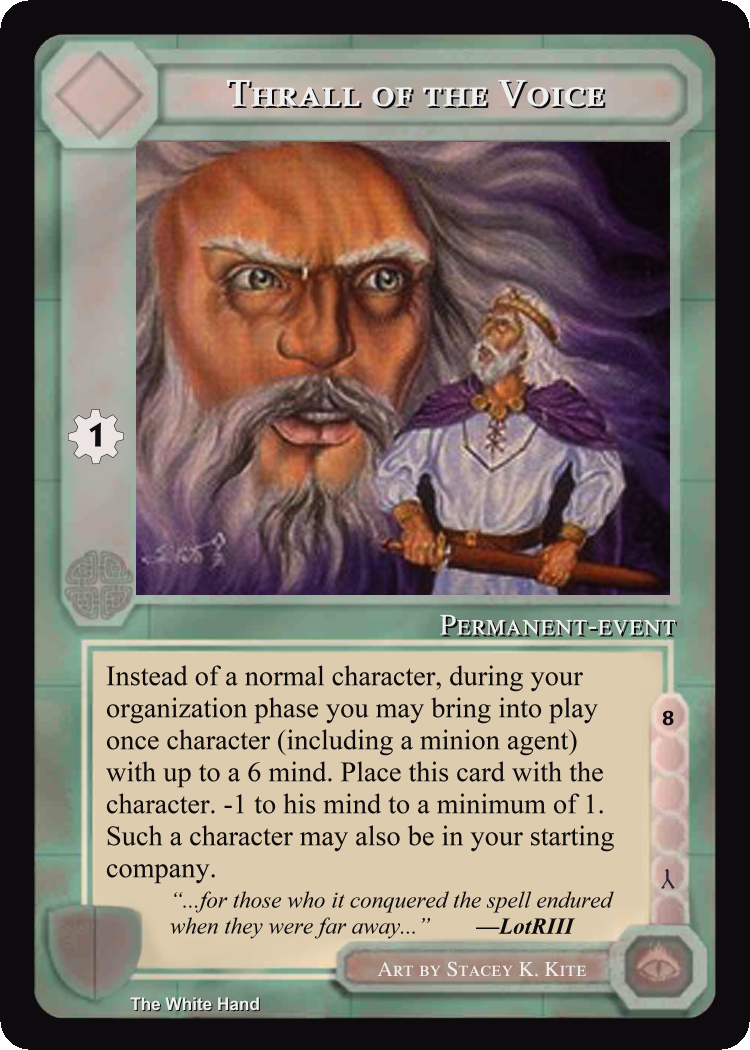 THRALL OF THE VOICE
1
PERMANENT-EVENT
Instead of a normal character, during your
organization phase you may bring into play
once character (including a minion agent)
with up to a 6 mind. Place this card with the
character. -1 to his mind to a minimum of 1.
Such a character may also be in your starting
company.
8
“...for those who it conquered the spell endured
when they were far away...” —LotRIII
ART BY STACEY K. KITE
The White Hand